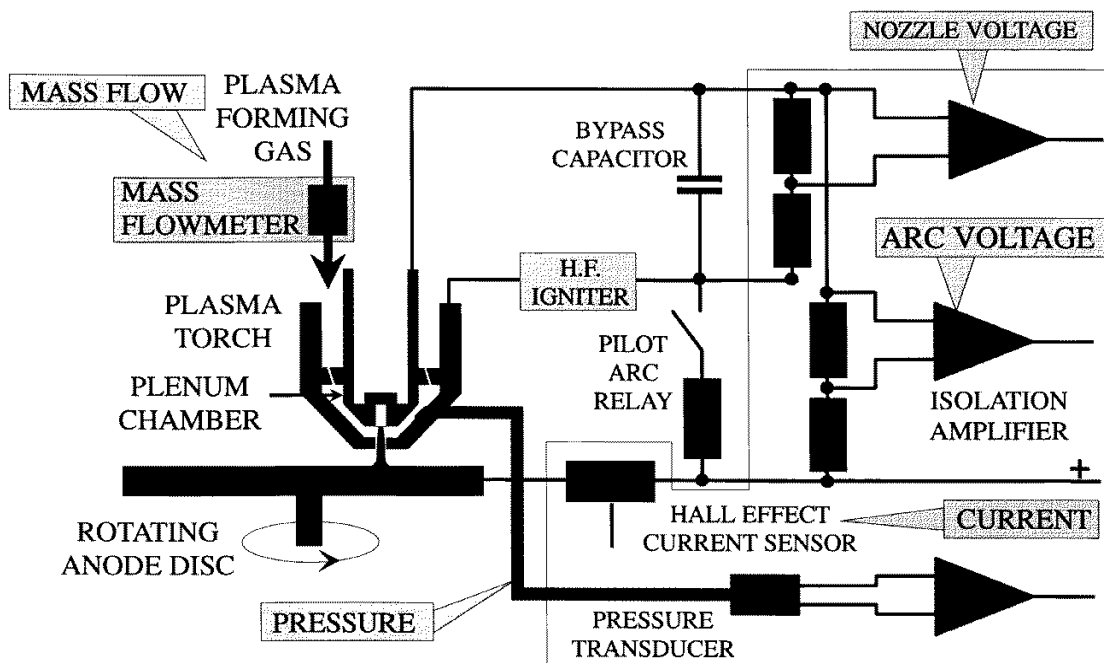 NOZZLE VOLTAGE
MASS FLOW
PLASMA
FORMING
GAS
BYPASS
CAPACITOR
MASS
FLOWMETER
ARC VOLTAGE
H.F.
IGNITER
PLASMA
TORCH
PILOT
ARC
RELAY
PLENUM
CHAMBER
ISOLATION
AMPLIFIER
+
ROTATING
ANODE DISC
HALL EFFECT
CURRENT SENSOR
CURRENT
PRESSURE
PRESSURE
TRANSDUCER